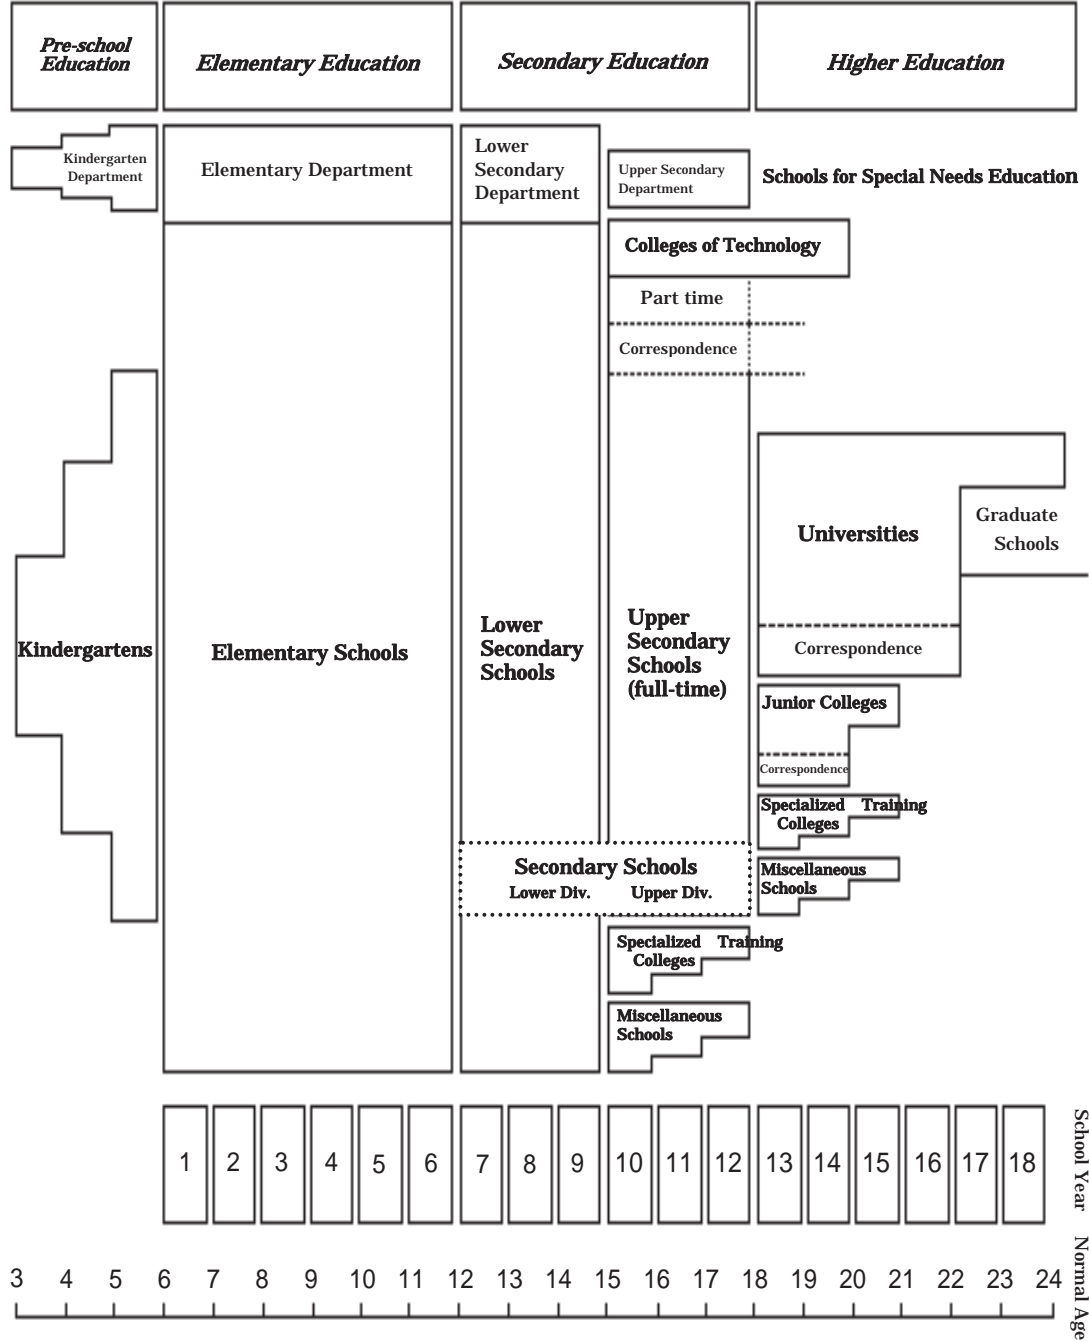 Pre-school
Education
Elementary Education
Secondary Education
Higher Education
Kindergarten
Department
Elementary Department
Lower
Secondary
Department
Upper Secondary
Department
Schools for Special Needs Education
Colleges of Technology
Part time
Correspondence
Kindergartens
Elementary Schools
Lower
Secondary
Schools
Upper
Secondary
Schools
(full-time)
Universities
Graduate
Schools
Correspondence
Junior Colleges
Correspondence
Specialized Training
Colleges
Miscellaneous
Schools
Secondary Schools
Lower Div. Upper Div.
Specialized Training
Colleges
Miscellaneous
Schools
1 2 3 4 5 6 7 8 9 10 11 12 13 14 15 16 17 18
School Year
3 4 5 6 7 8 9 10 11 12 13 14 15 16 17 18 19 20 21 22 23 24
Normal Age